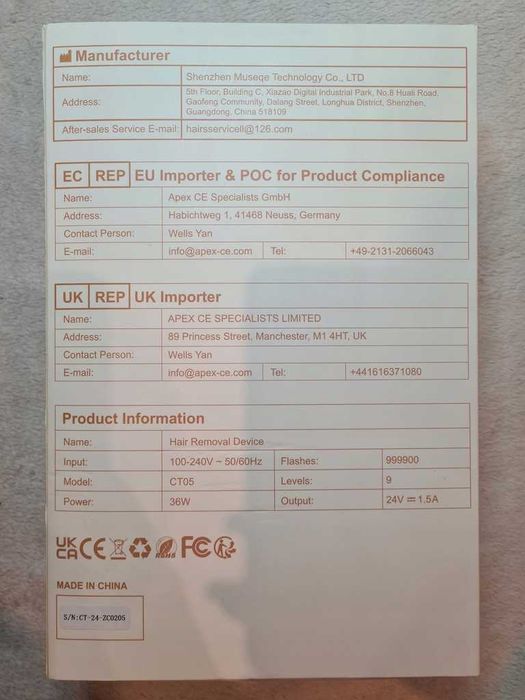 Manufacturer
Name: Shenzhen Museqe Technology Co., LTD
Address: 5th Floor, Building C, Xiazao Digital Industrial Park, No.8 Huali Road,
Gaofeng Community, Dalang Street, Longhua District, Shenzhen,
Guangdong, China 518109
After-sales Service E-mail: hairsservicell@126.com
EC REP EU Importer & POC for Product Compliance
Name: Apex CE Specialists GmbH
Address: Habichtweg 1, 41468 Neuss, Germany
Contact Person: Wells Yan
E-mail: info@apex-ce.com Tel: +49-2131-2066043
UK REP UK Importer
Name: APEX CE SPECIALISTS LIMITED
Address: 89 Princess Street, Manchester, M1 4HT, UK
Contact Person: Wells Yan
E-mail: info@apex-ce.com Tel: +441616371080
Product Information
Name: Hair Removal Device
Input: 100-240V ~ 50/60Hz Flashes: 999900
Model: CT05 Levels: 9
Power: 36W Output: 24V ⎓ 1.5A
UK
CA CE RoHS FC
MADE IN CHINA
S/N:CT-24-ZC0205